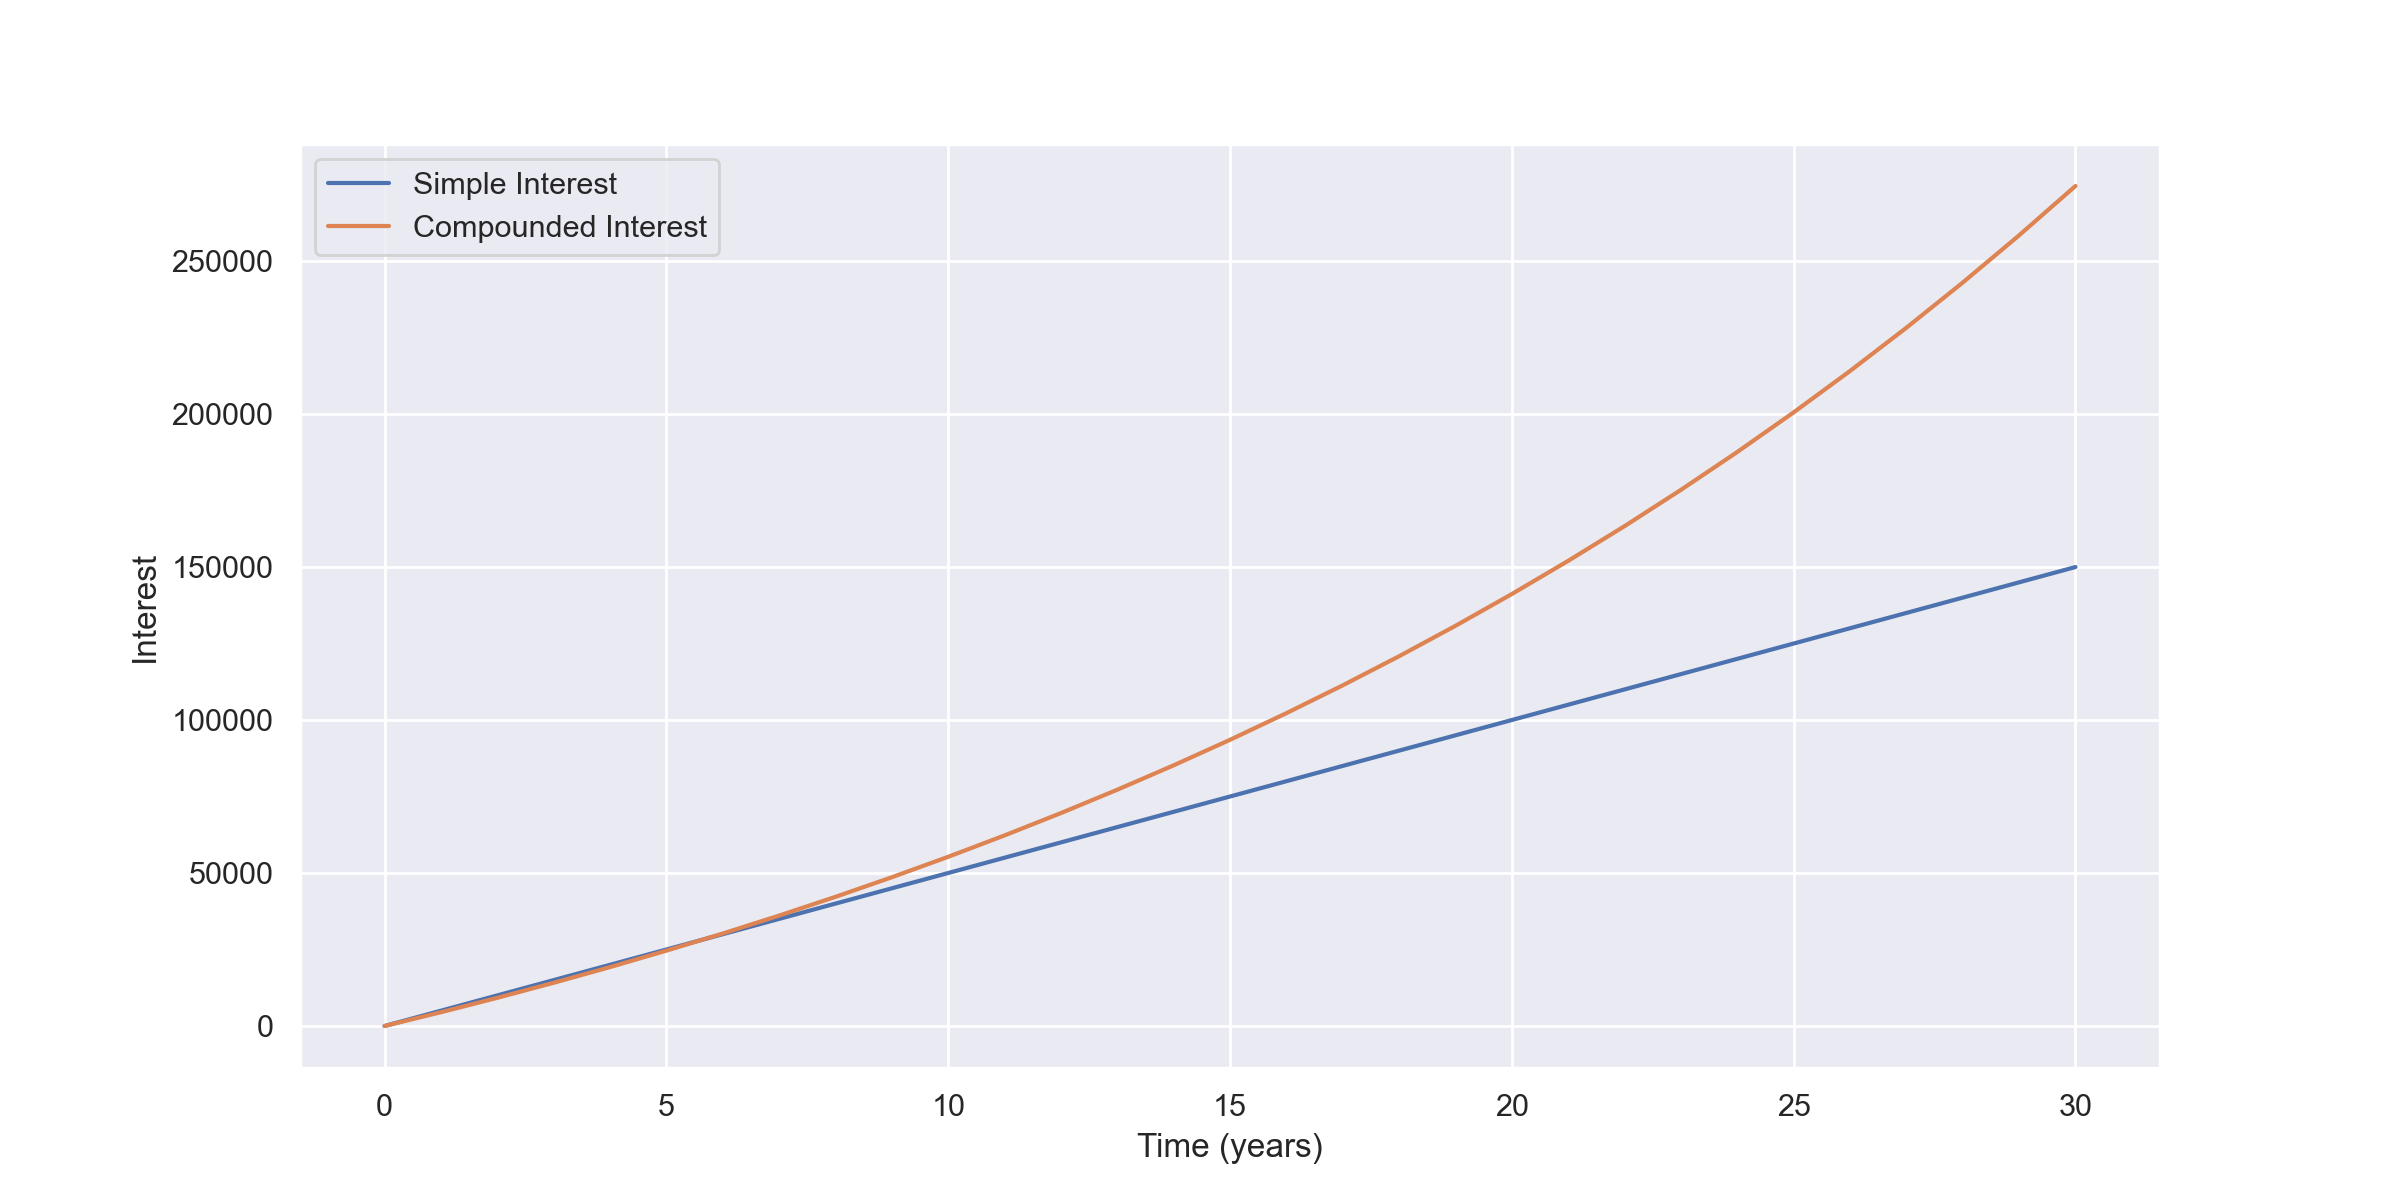 Simple Interest
Compounded Interest
250000
200000
150000
100000
50000
0
Interest
0 5 10 15 20 25 30
Time (years)